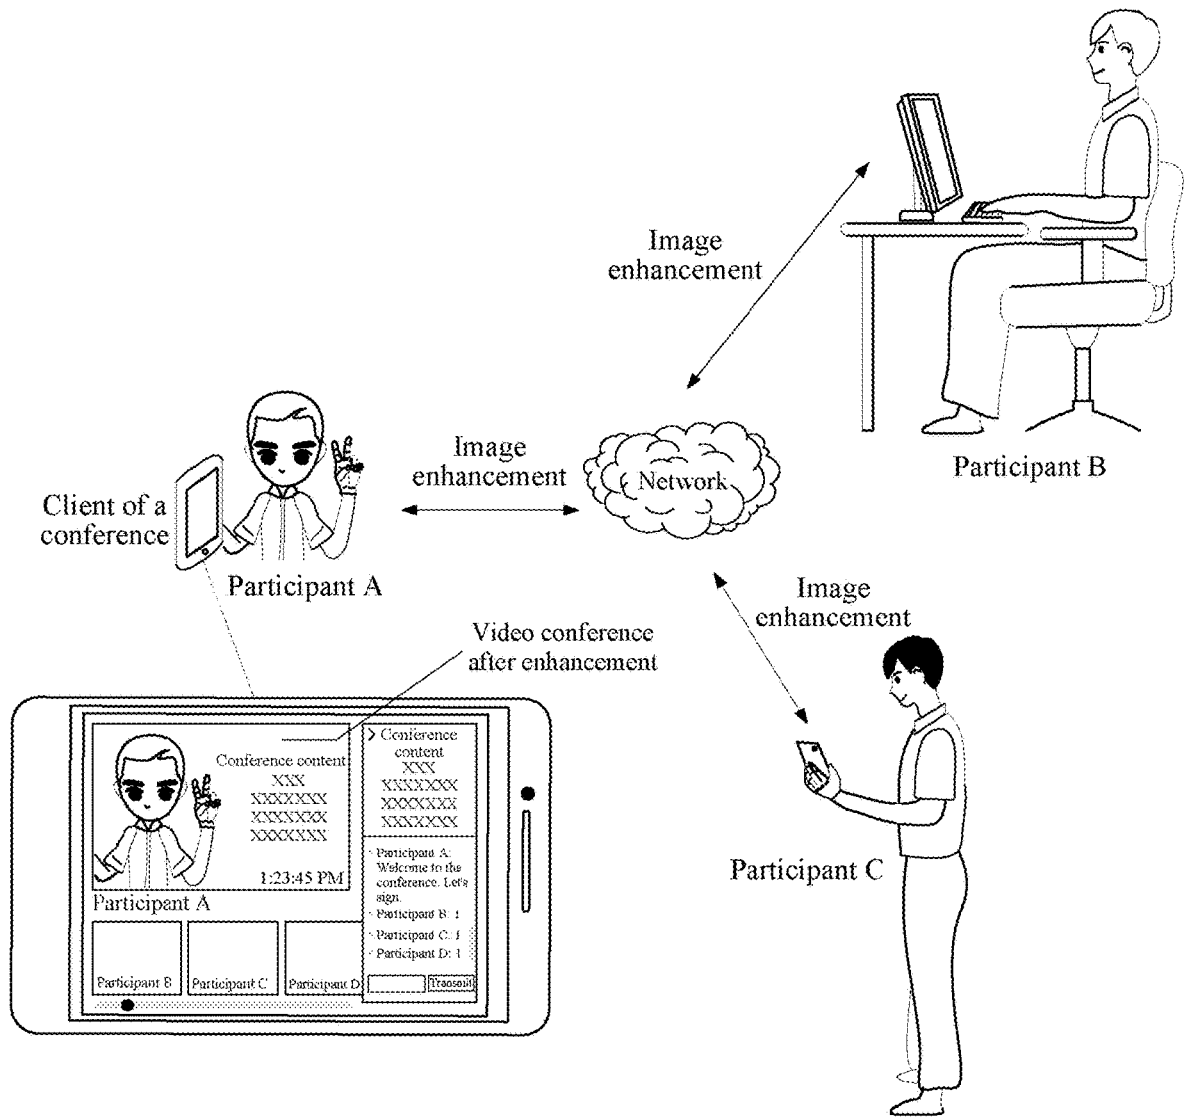 Image
enhancement
Participant B
Image
enhancement
Network
Client of a
conference
Participant A
Image
enhancement
Video conference
after enhancement
Participant C
Conference content
XXX
XXXXXXX
XXXXXXX
XXXXXXX
1:23:45 PM
Participant A
Participant B
Participant C
Participant D
> Conference
content
XXX
XXXXXXX
XXXXXXX
XXXXXXX
Participant A:
Welcome to the
conference. Let's
sign.
Participant B: 1
Participant C: 1
Participant D: 1
Transmit